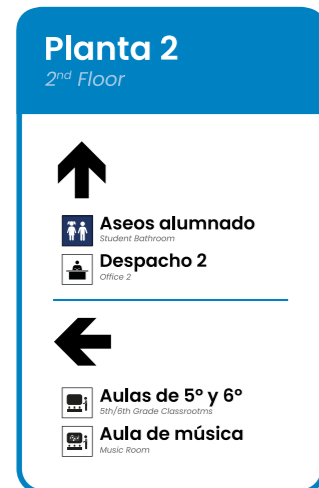 Planta 2
2nd Floor
Aseos alumnado
Student Bathroom
Despacho 2
Office 2
Aulas de 5º y 6º
5th/6th Grade Classrootms
Aula de música
Music Room